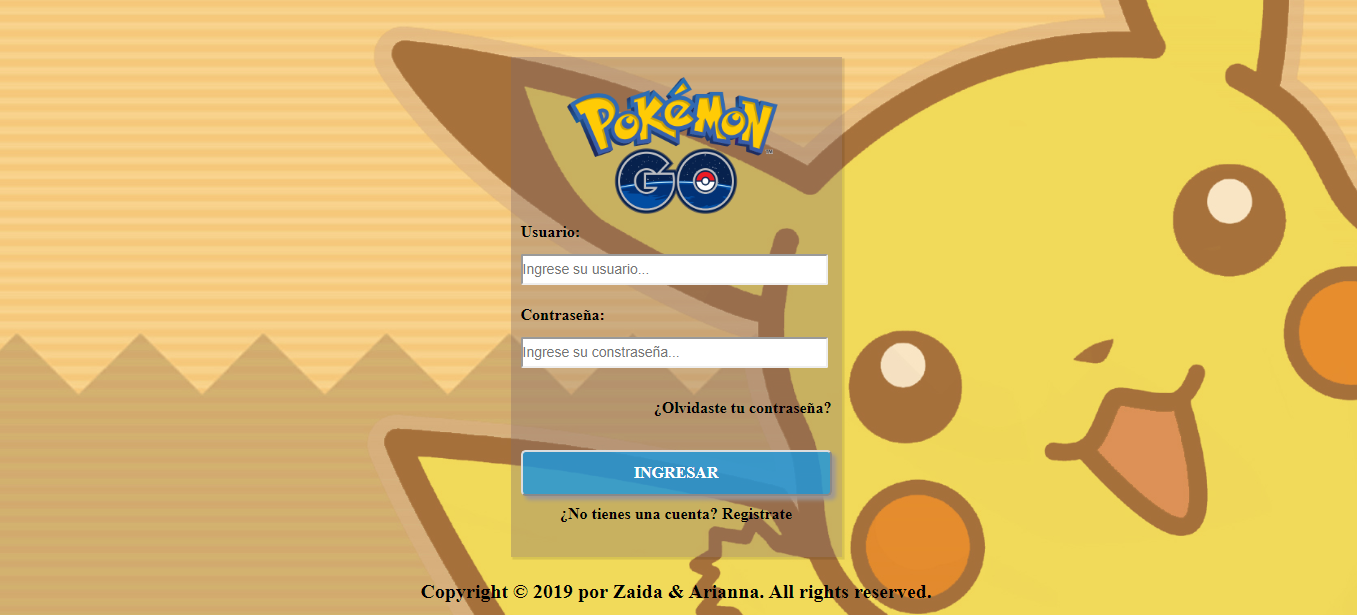 POKÉMON
GO
Usuario:
Ingrese su usuario...
Contraseña:
Ingrese su constraseña...
¿Olvidaste tu contraseña?
INGRESAR
¿No tienes una cuenta? Registrate
Copyright © 2019 por Zaida & Arianna. All rights reserved.